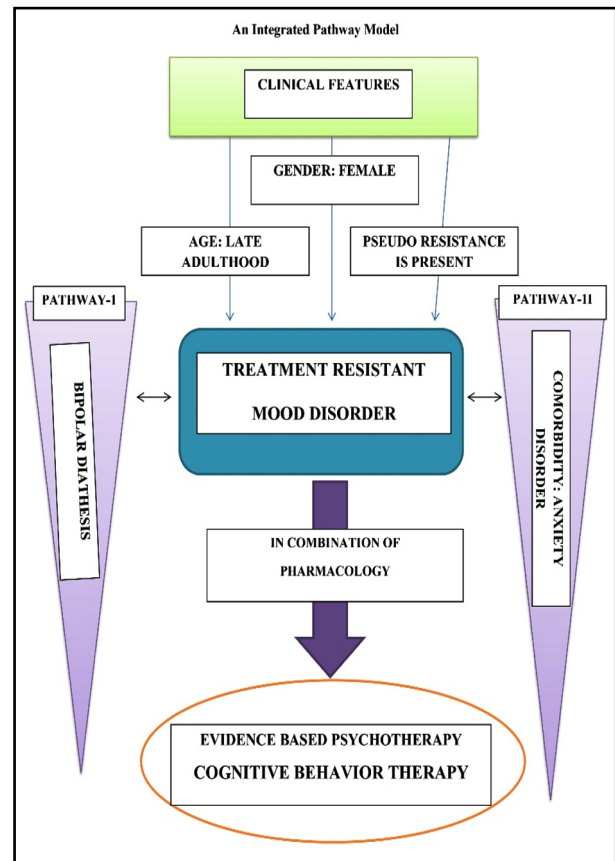 An Integrated Pathway Model
CLINICAL FEATURES
GENDER: FEMALE
AGE: LATE
ADULTHOOD
PSEUDO RESISTANCE
IS PRESENT
PATHWAY-1
PATHWAY-11
BIPOLAR DIATHESIS
TREATMENT RESISTANT
MOOD DISORDER
COMORBIDITY: ANXIETY
DISORDER
IN COMBINATION OF
PHARMACOLOGY
EVIDENCE BASED PSYCHOTHERAPY
COGNITIVE BEHAVIOR THERAPY